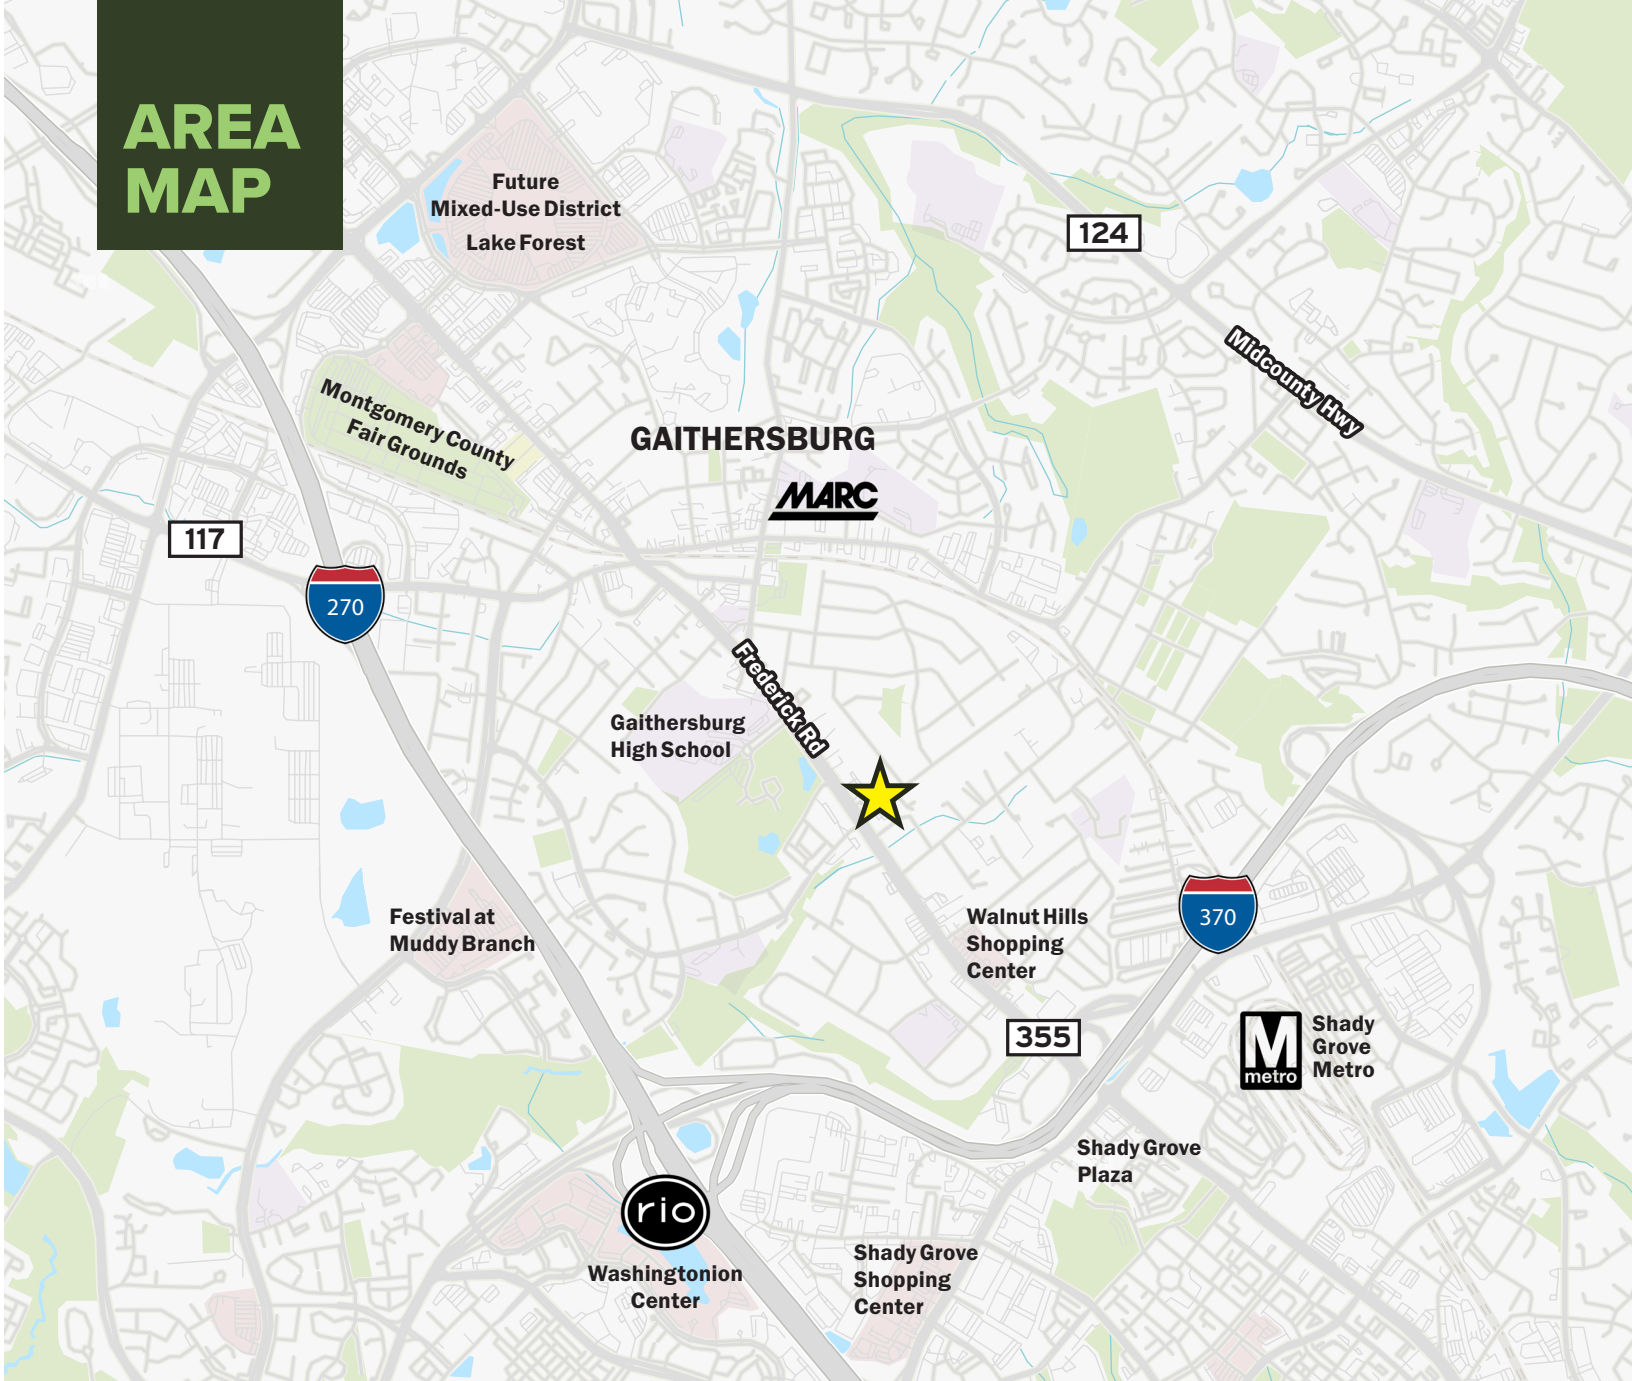 AREA
MAP
Future
Mixed-Use District
Lake Forest
124
Midcounty Hwy
Montgomery County
Fair Grounds
GAITHERSBURG
MARC
117
270
Frederick Rd
Gaithersburg
High School
Festival at
Muddy Branch
Walnut Hills
Shopping
Center
370
355
M
metro
Shady
Grove
Metro
Shady Grove
Plaza
rio
Washingtonion
Center
Shady Grove
Shopping
Center